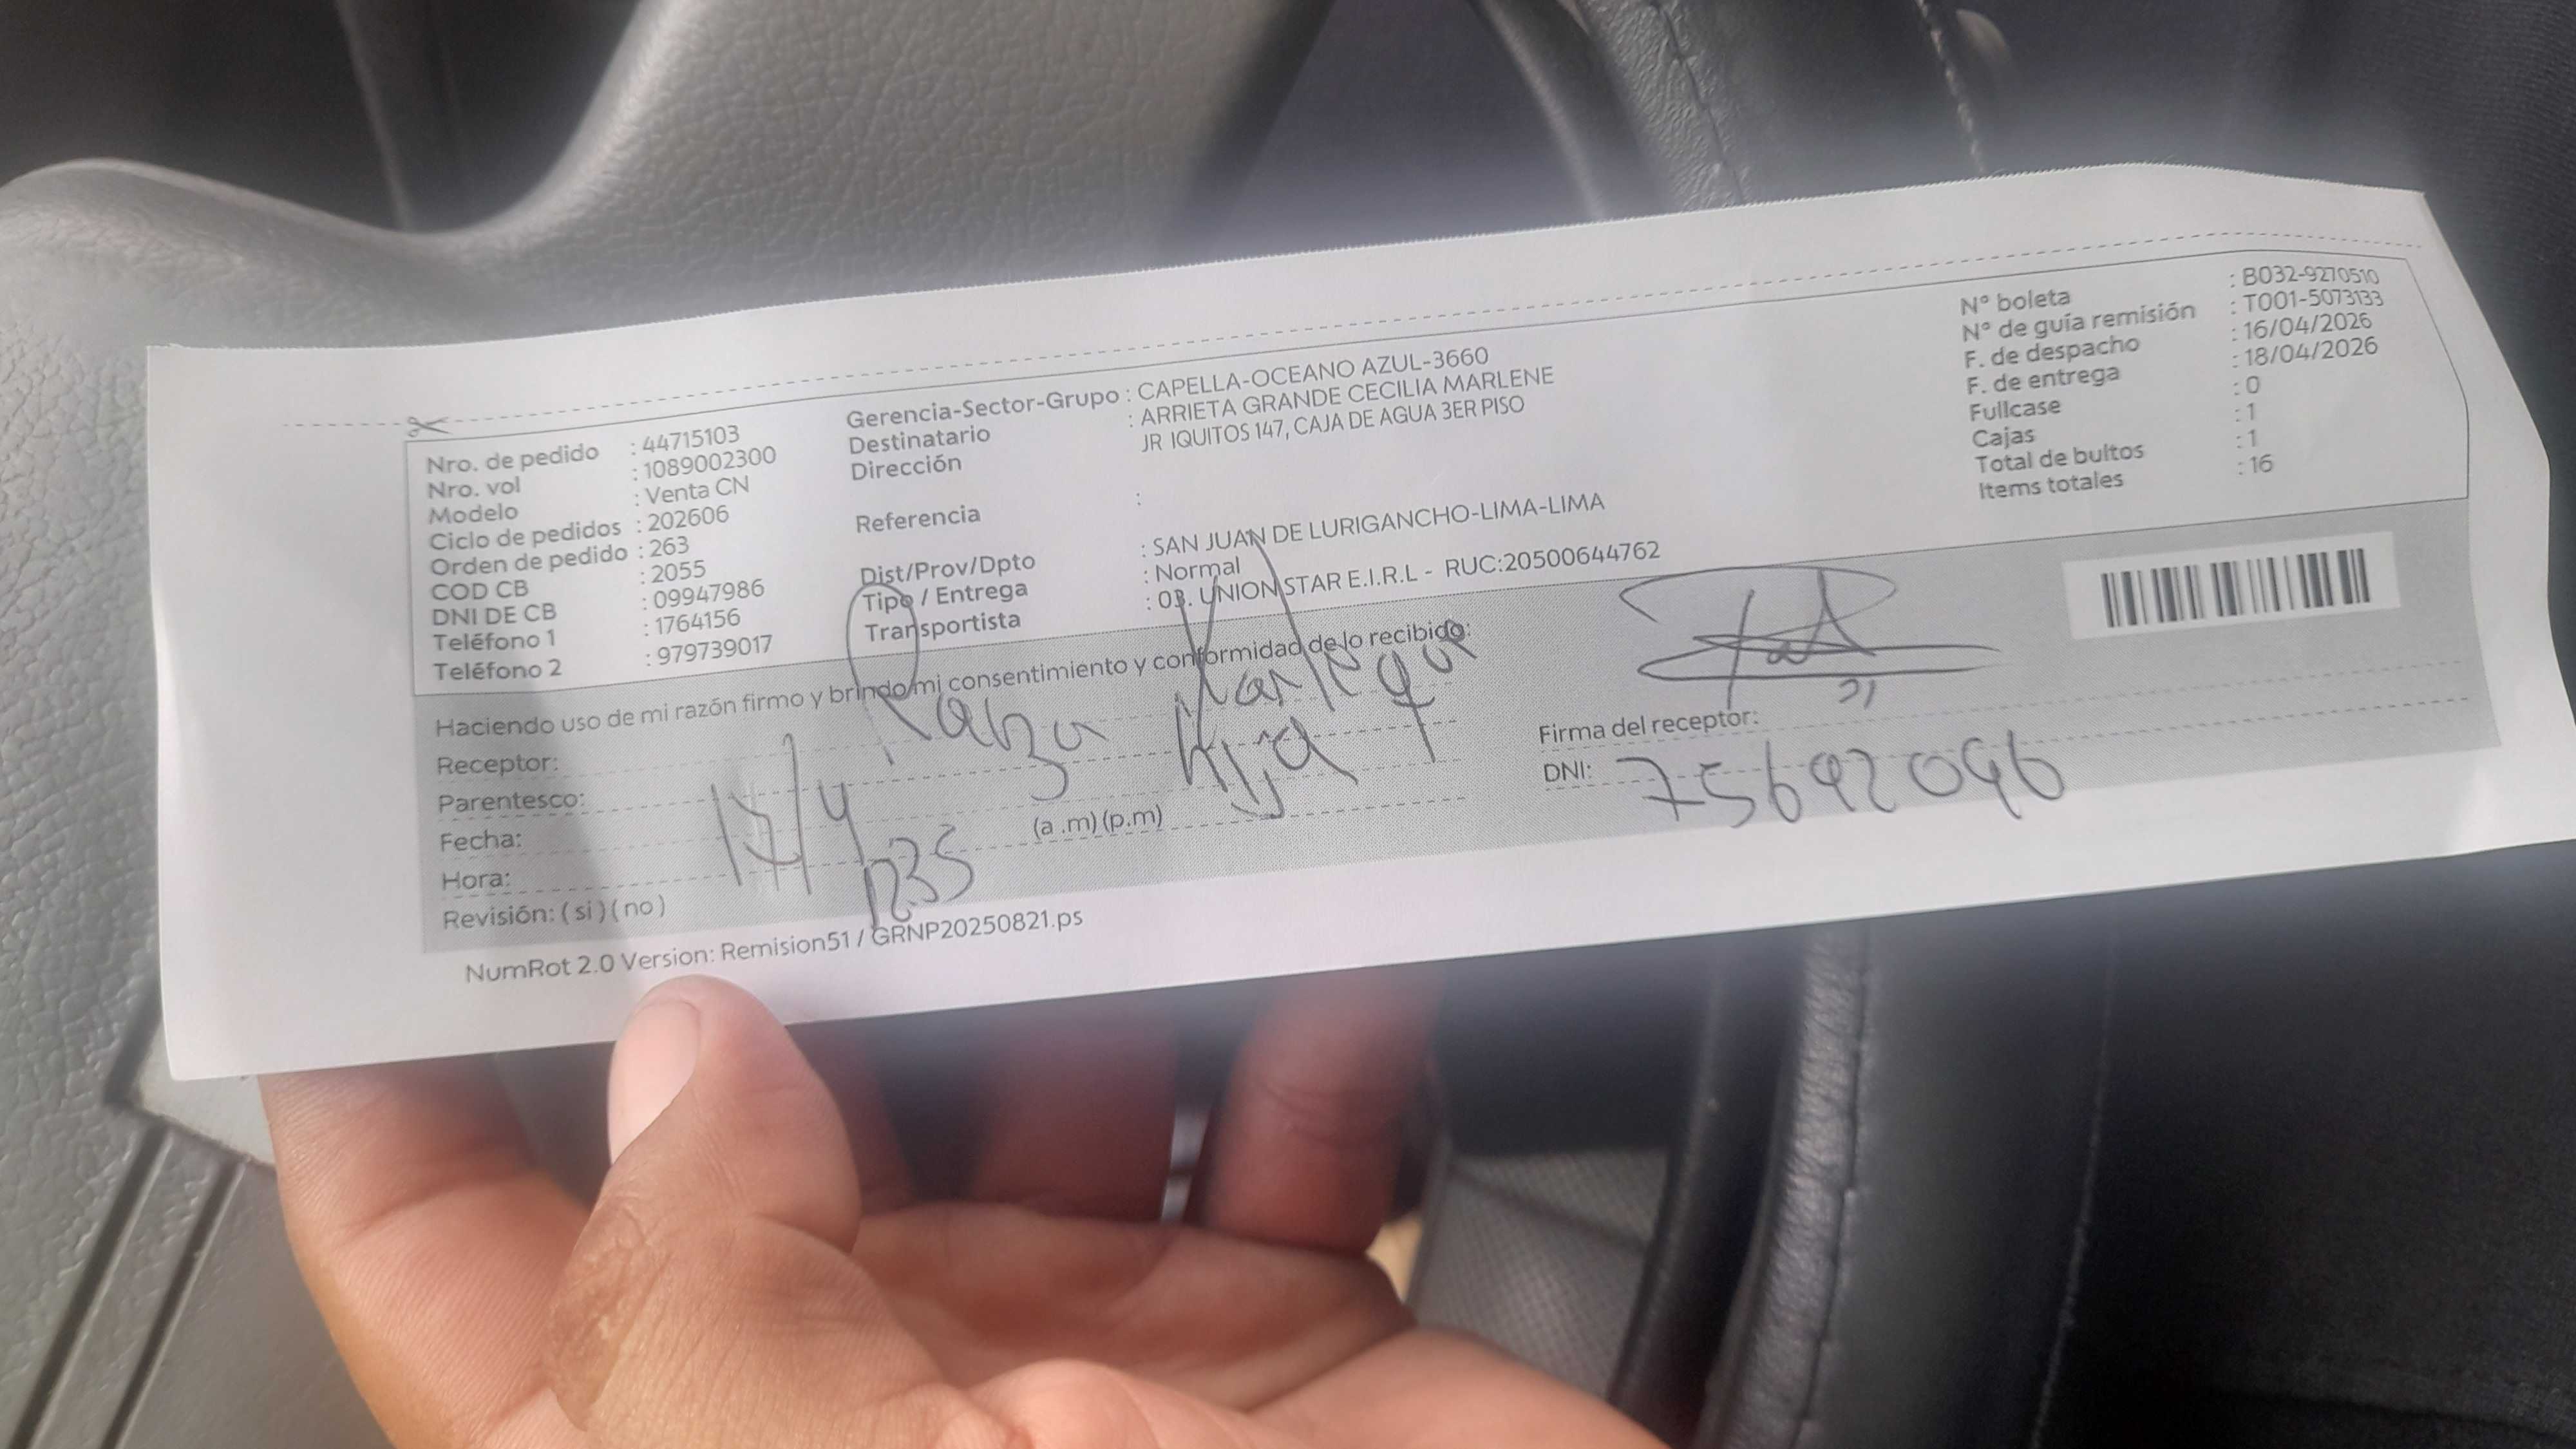 Nro. de pedido : 44715103
Nro. vol : 1089002300
Modelo : Venta CN
Ciclo de pedidos : 202606
Orden de pedido : 263
COD CB : 2055
DNI DE CB : 09947986
Teléfono 1 : 1764156
Teléfono 2 : 979739017
Gerencia-Sector-Grupo : CAPELLA-OCEANO AZUL-3660
Destinatario : ARRIETA GRANDE CECILIA MARLENE
Dirección JR IQUITOS 147, CAJA DE AGUA 3ER PISO
Referencia :
Dist/Prov/Dpto : SAN JUAN DE LURIGANCHO-LIMA-LIMA
Tipo / Entrega : Normal
Transportista : 03. UNION STAR E.I.R.L - RUC:20500644762
N° boleta : B032-9270510
N° de guía remisión : T001-5073133
F. de despacho : 16/04/2026
F. de entrega : 18/04/2026
Fullcase : 0
Cajas : 1
Total de bultos : 1
Items totales : 16
Haciendo uso de mi razón firmo y brindo mi consentimiento y conformidad de lo recibido:
Receptor:
Parentesco: Hija
Fecha: 17/4
Hora: 1235 (a .m) (p.m)
Revisión: ( si ) ( no )
Firma del receptor:
DNI: 75692096
NumRot 2.0 Version: Remision51 / GRNP20250821.ps